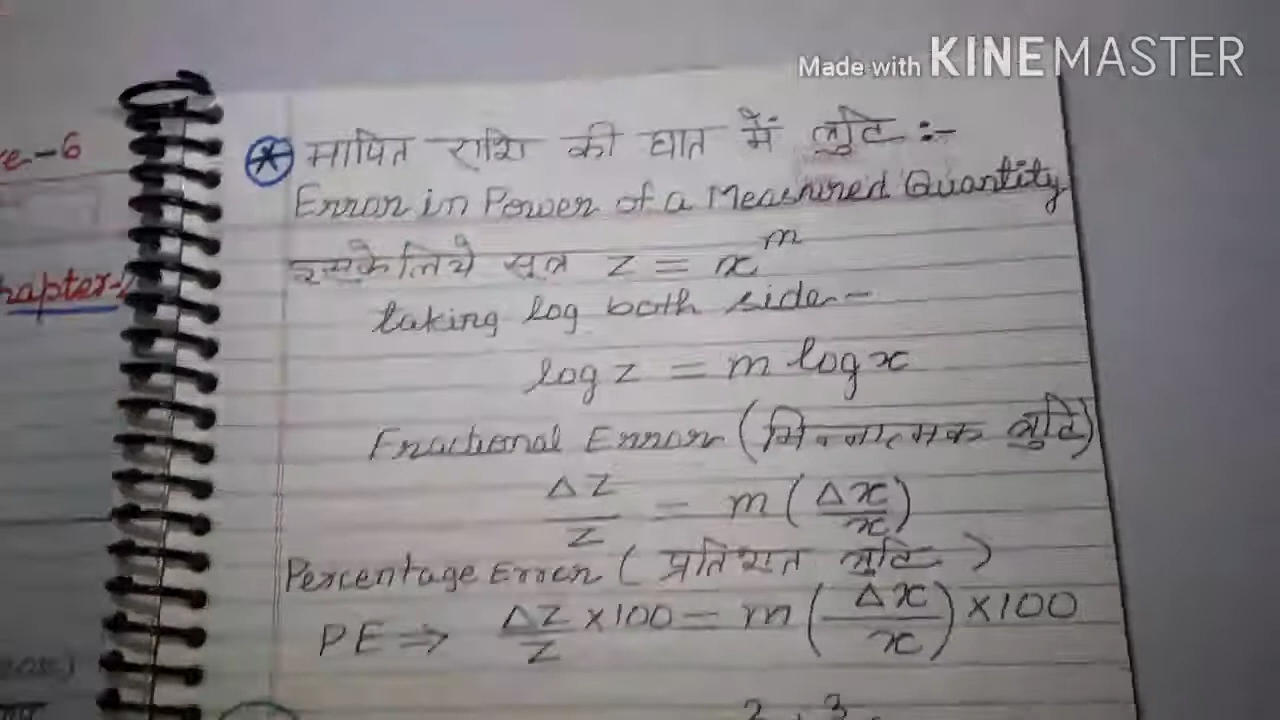 Made with KINEMASTER
मापित राशि की घात में त्रुटि :-
Error in Power of a Measured Quantity
इसके लिये सूत्र z = x^m
taking log both side -
log z = m log x
Fractional Error (भिन्नात्मक त्रुटि)
ΔZ/Z = m (Δx/x)
Percentage Error (प्रतिशत त्रुटि)
PE ⇒ ΔZ/Z ×100 = m (Δx/x) ×100